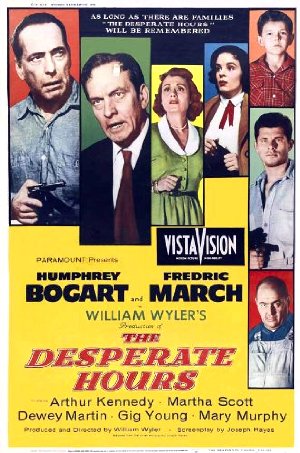 AS LONG AS THERE ARE FAMILIES
"THE DESPERATE HOURS"
WILL BE REMEMBERED
VISTAVISION
PARAMOUNT Presents
HUMPHREY FREDRIC
BOGART and MARCH
WILLIAM WYLER'S
Production of
THE
DESPERATE
HOURS
Arthur Kennedy · Martha Scott
Dewey Martin · Gig Young · Mary Murphy
Produced and Directed by William Wyler · Screenplay by Joseph Hayes